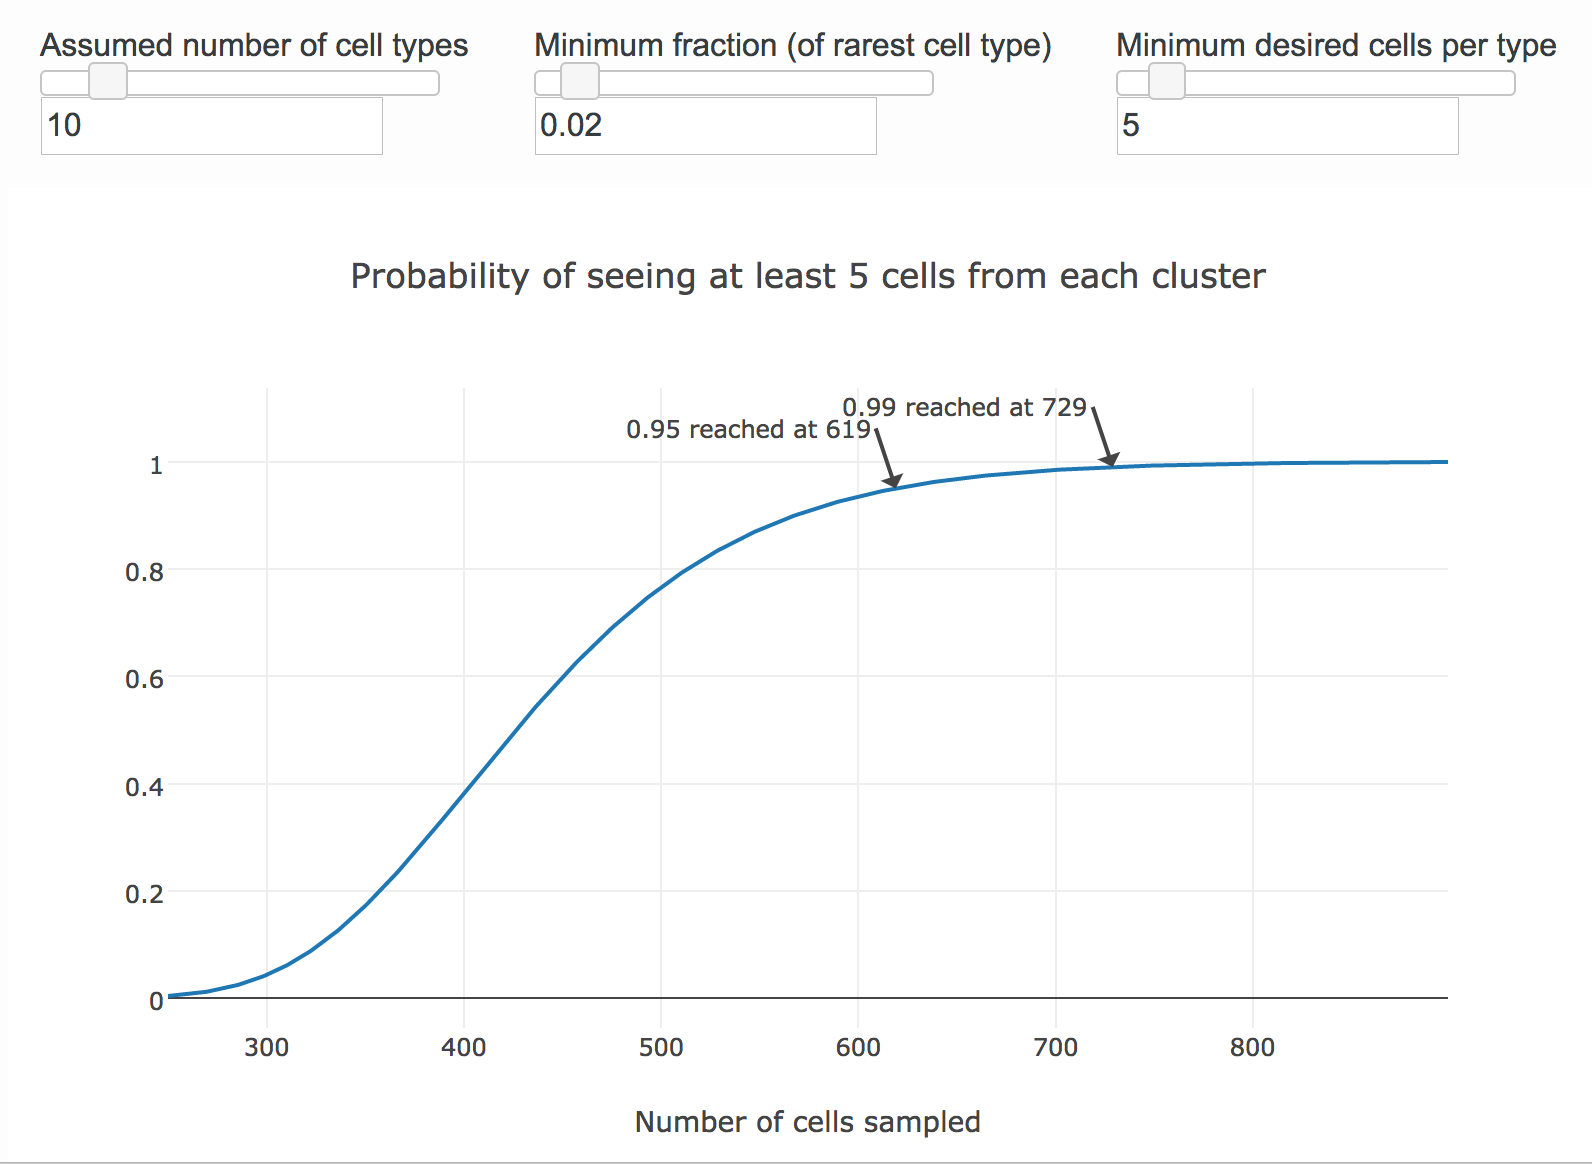 Assumed number of cell types
Minimum fraction (of rarest cell type)
Minimum desired cells per type
10
0.02
5
Probability of seeing at least 5 cells from each cluster
0.99 reached at 729
0.95 reached at 619
1
0.8
0.6
0.4
0.2
0
300 400 500 600 700 800
Number of cells sampled